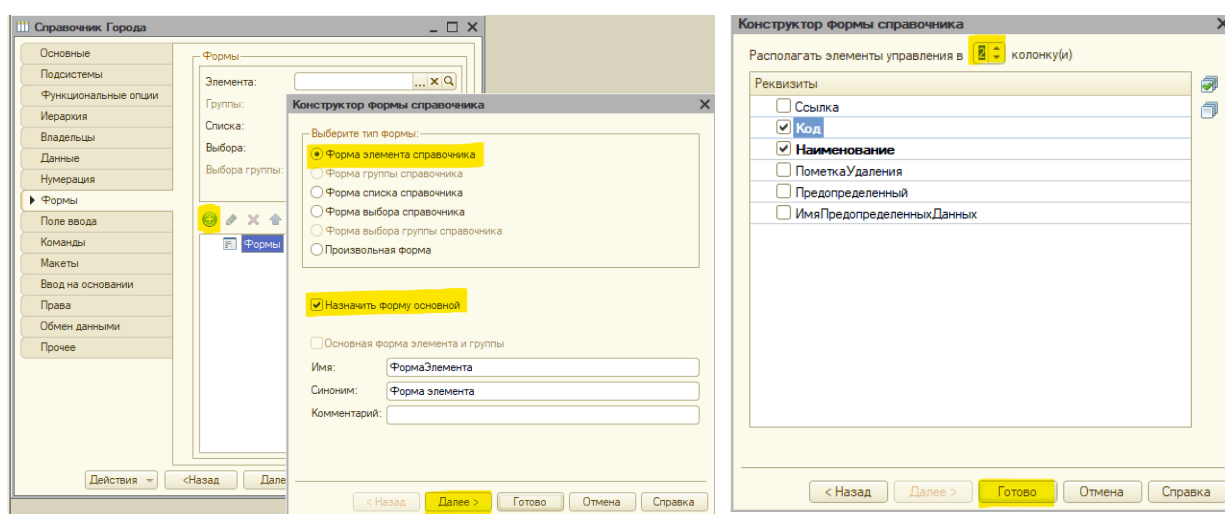 Справочник Города
Основные
Подсистемы
Функциональные опции
Иерархия
Владельцы
Данные
Нумерация
Формы
Поле ввода
Команды
Макеты
Ввод на основании
Права
Обмен данными
Прочее
Формы
Элемента:
Группы:
Списка:
Выбора:
Выбора группы:
Формы
Действия
<Назад
Дале
Конструктор формы справочника
Выберите тип формы:
Форма элемента справочника
Форма группы справочника
Форма списка справочника
Форма выбора справочника
Форма выбора группы справочника
Произвольная форма
Назначить форму основной
Основная форма элемента и группы
Имя: ФормаЭлемента
Синоним: Форма элемента
Комментарий:
< Назад Далее > Готово Отмена Справка
Конструктор формы справочника
Располагать элементы управления в 2 колонку(и)
Реквизиты
Ссылка
Код
Наименование
ПометкаУдаления
Предопределенный
ИмяПредопределенныхДанных
< Назад Далее > Готово Отмена Справка